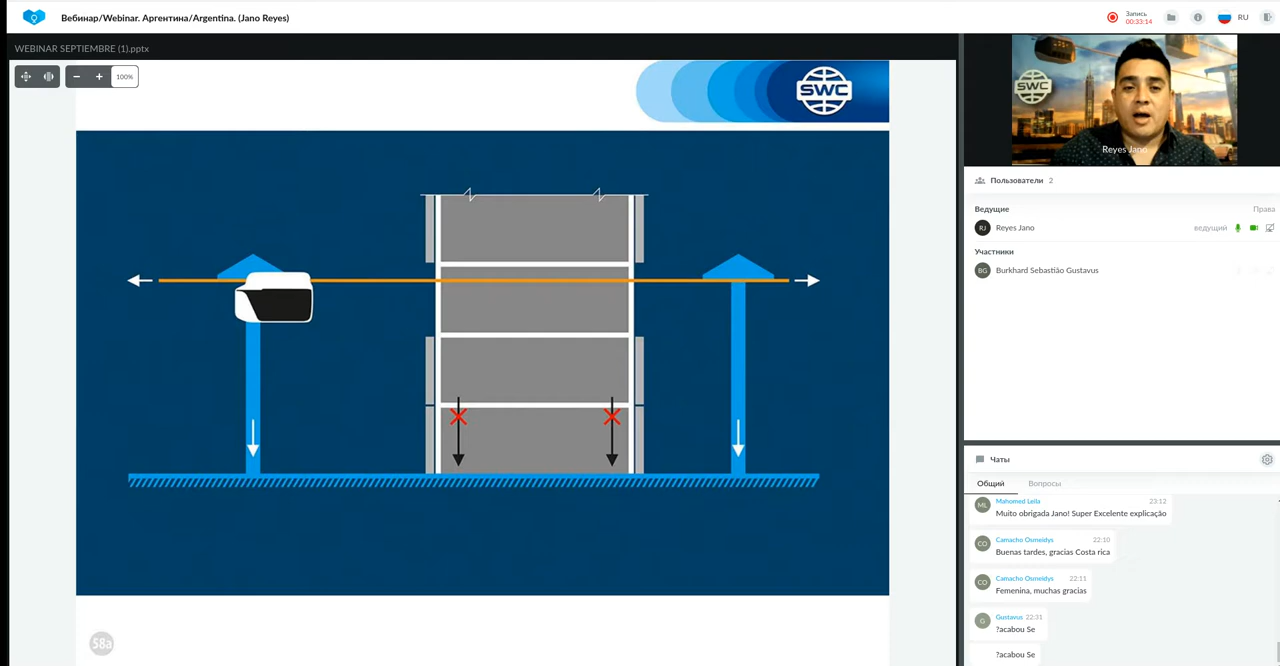 Вебинар/Webinar. Аргентина/Argentina. (Jano Reyes)
Запись
00:33:14
RU
WEBINAR SEPTIEMBRE (1).pptx
100%
SWC
SWC
Reyes Jano
Пользователи 2
Ведущие
Права
RJ
Reyes Jano
ведущий
Участники
BG
Burkhard Sebastião Gustavus
Чаты
Общий
Вопросы
ML
Mahomed Leila
23:12
Muito obrigada Jano! Super Excelente explicação
CO
Camacho Osmeidys
22:10
Buenas tardes, gracias Costa rica
CO
Camacho Osmeidys
22:11
Femenina, muchas gracias
G
Gustavus 22:31
?acabou Se
?acabou Se
58a